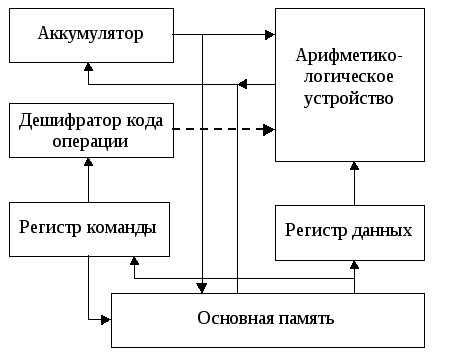 Аккумулятор
Арифметико-
логическое
устройство
Дешифратор кода
операции
Регистр команды
Регистр данных
Основная память